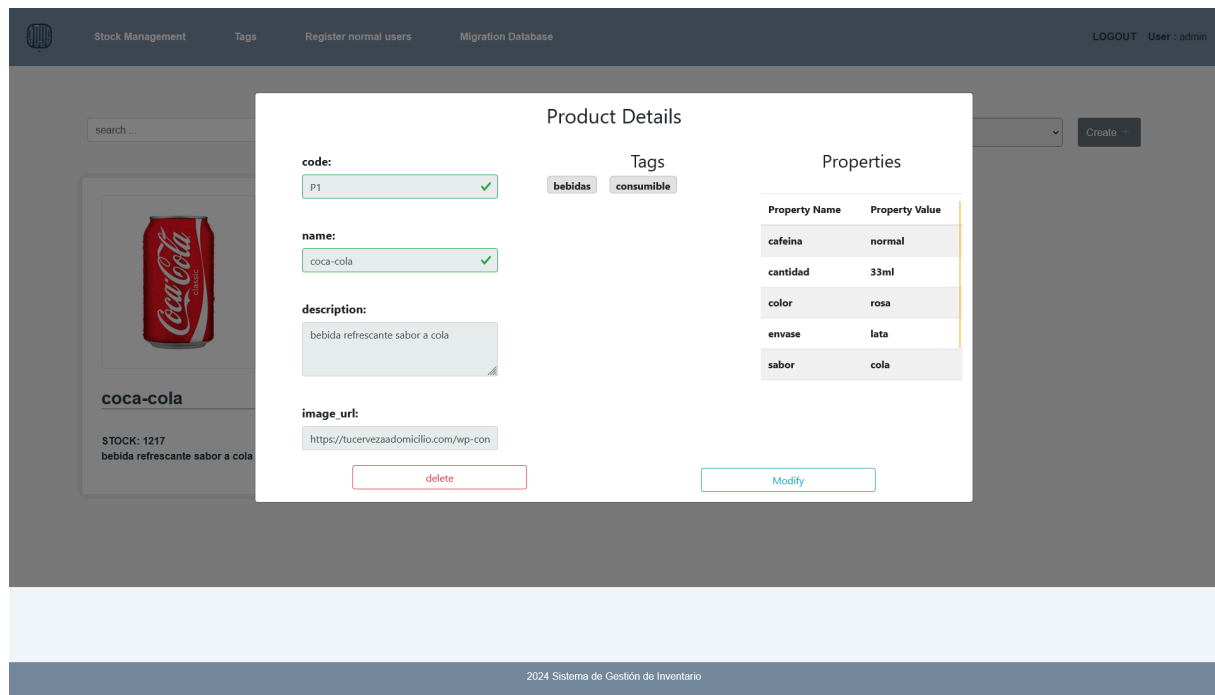 Stock Management Tags Register normal users Migration Database LOGOUT User : admin
search ...
Create +
Coca-Cola
classic
coca-cola
STOCK: 1217
bebida refrescante sabor a cola
Product Details
code:
P1
name:
coca-cola
description:
bebida refrescante sabor a cola
image_url:
https://tucervezaadomicilio.com/wp-con
Tags
bebidas consumible
Properties
Property Name Property Value
cafeina normal
cantidad 33ml
color rosa
envase lata
sabor cola
delete Modify
2024 Sistema de Gestión de Inventario